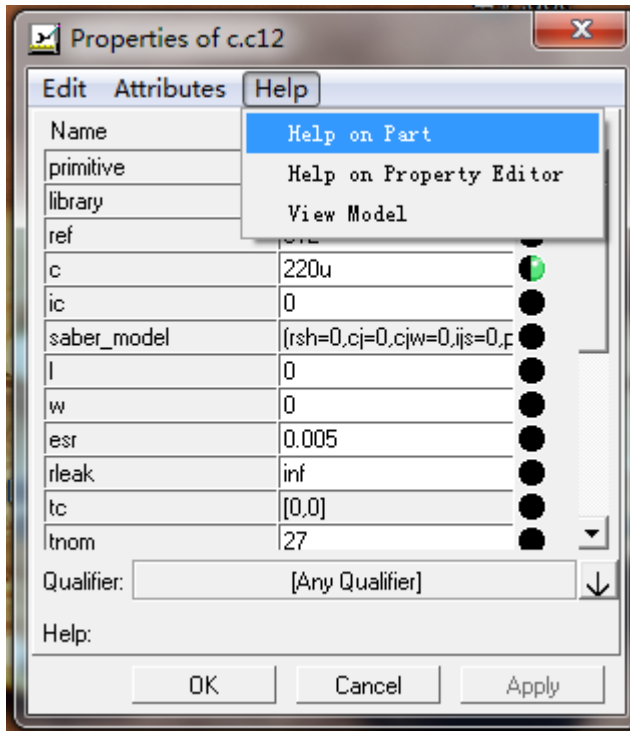 Properties of c.c12
Edit Attributes Help
Help on Part
Help on Property Editor
View Model
Name
primitive
library
ref
c 220u
ic 0
saber_model (rsh=0,cj=0,cjw=0,ijs=0,p
l 0
w 0
esr 0.005
rleak inf
tc [0,0]
tnom 27
Qualifier: [Any Qualifier]
Help:
OK Cancel Apply